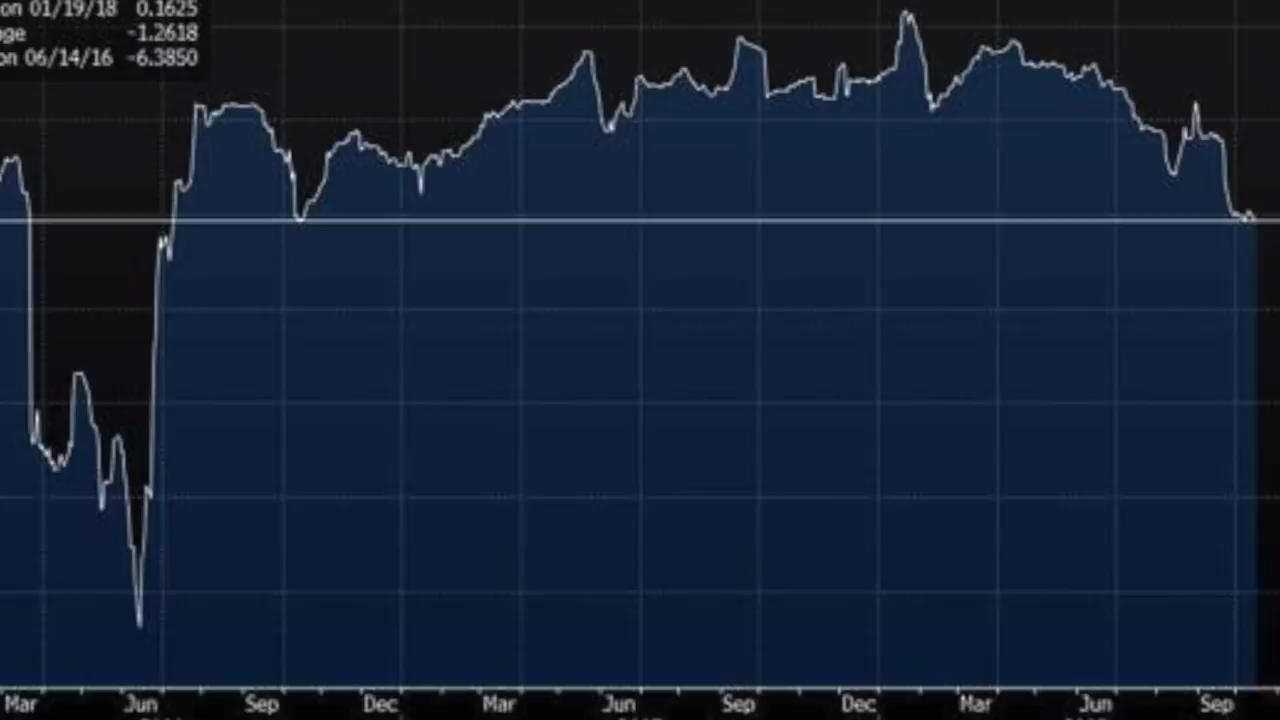 on 01/19/18 0.1625
ge -1.2618
on 06/14/16 -6.3850
Mar Jun Sep Dec Mar Jun Sep Dec Mar Jun Sep